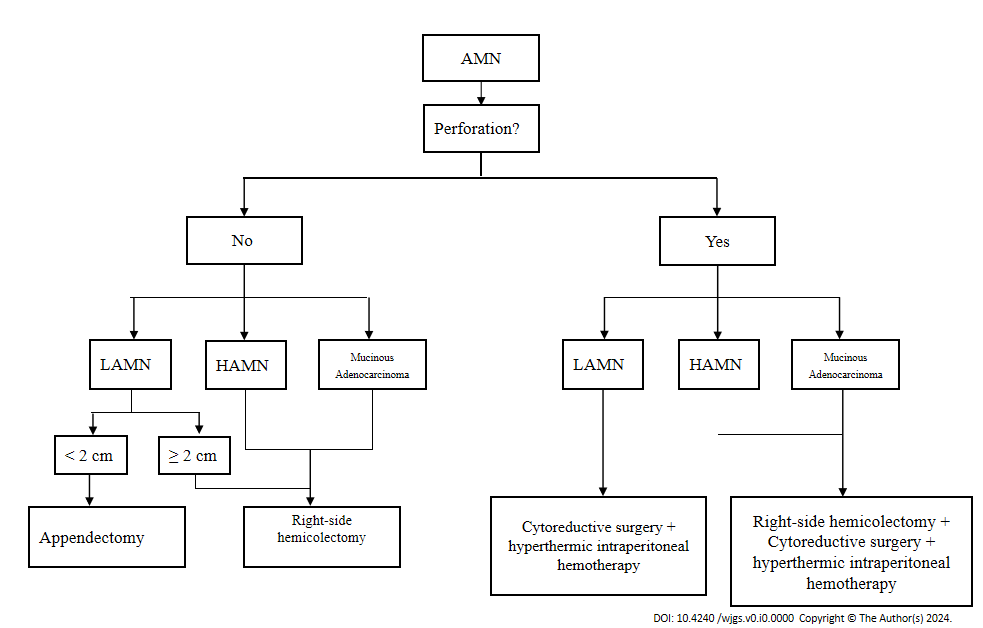 AMN
Perforation?
No
Yes
LAMN
HAMN
Mucinous
Adenocarcinoma
LAMN
HAMN
Mucinous
Adenocarcinoma
< 2 cm
≥ 2 cm
Appendectomy
Right-side
hemicolectomy
Cytoreductive surgery +
hyperthermic intraperitoneal
hemotherapy
Right-side hemicolectomy +
Cytoreductive surgery +
hyperthermic intraperitoneal
hemotherapy
DOI: 10.4240 /wjgs.v0.i0.0000 Copyright © The Author(s) 2024.